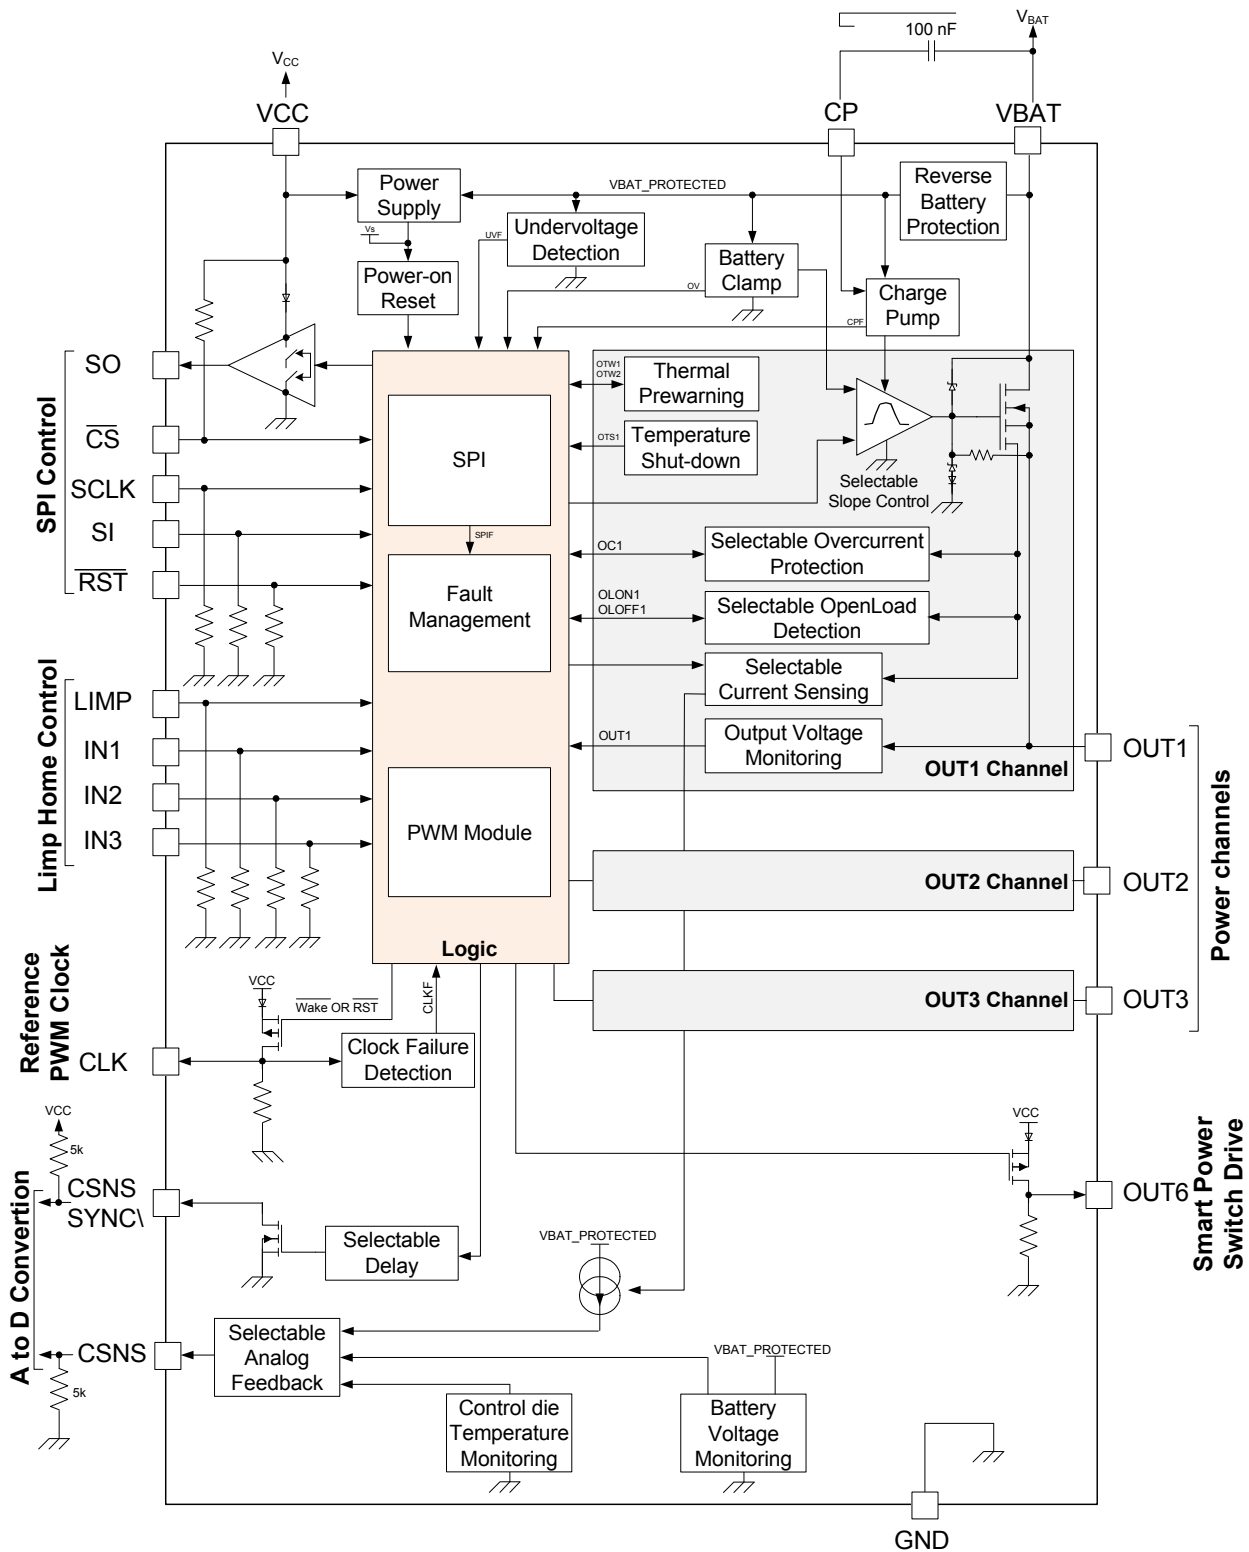 100 nF
VBAT
VCC
VCC
CP
VBAT
Power
Supply
VBAT_PROTECTED
Reverse
Battery
Protection
Vs
UVF
Undervoltage
Detection
Battery
Clamp
Power-on
Reset
OV
Charge
Pump
CPF
SPI Control
SO
CS
SCLK
SI
RST
OTW1
OTW2
Thermal
Prewarning
OTS1
Temperature
Shut-down
Selectable
Slope Control
SPI
SPIF
Fault
Management
OC1
Selectable Overcurrent
Protection
OLON1
OLOFF1
Selectable OpenLoad
Detection
Selectable
Current Sensing
OUT1
Output Voltage
Monitoring
OUT1 Channel
OUT1
Limp Home Control
LIMP
IN1
IN2
IN3
PWM Module
Logic
OUT2 Channel
OUT2
OUT3 Channel
OUT3
Power channels
Reference
PWM Clock
CLK
VCC
Wake OR RST
CLKF
Clock Failure
Detection
A to D Convertion
VCC
5k
CSNS
SYNC\
Selectable
Delay
VBAT_PROTECTED
VCC
OUT6
Smart Power
Switch Drive
CSNS
5k
Selectable
Analog
Feedback
VBAT_PROTECTED
Control die
Temperature
Monitoring
Battery
Voltage
Monitoring
GND